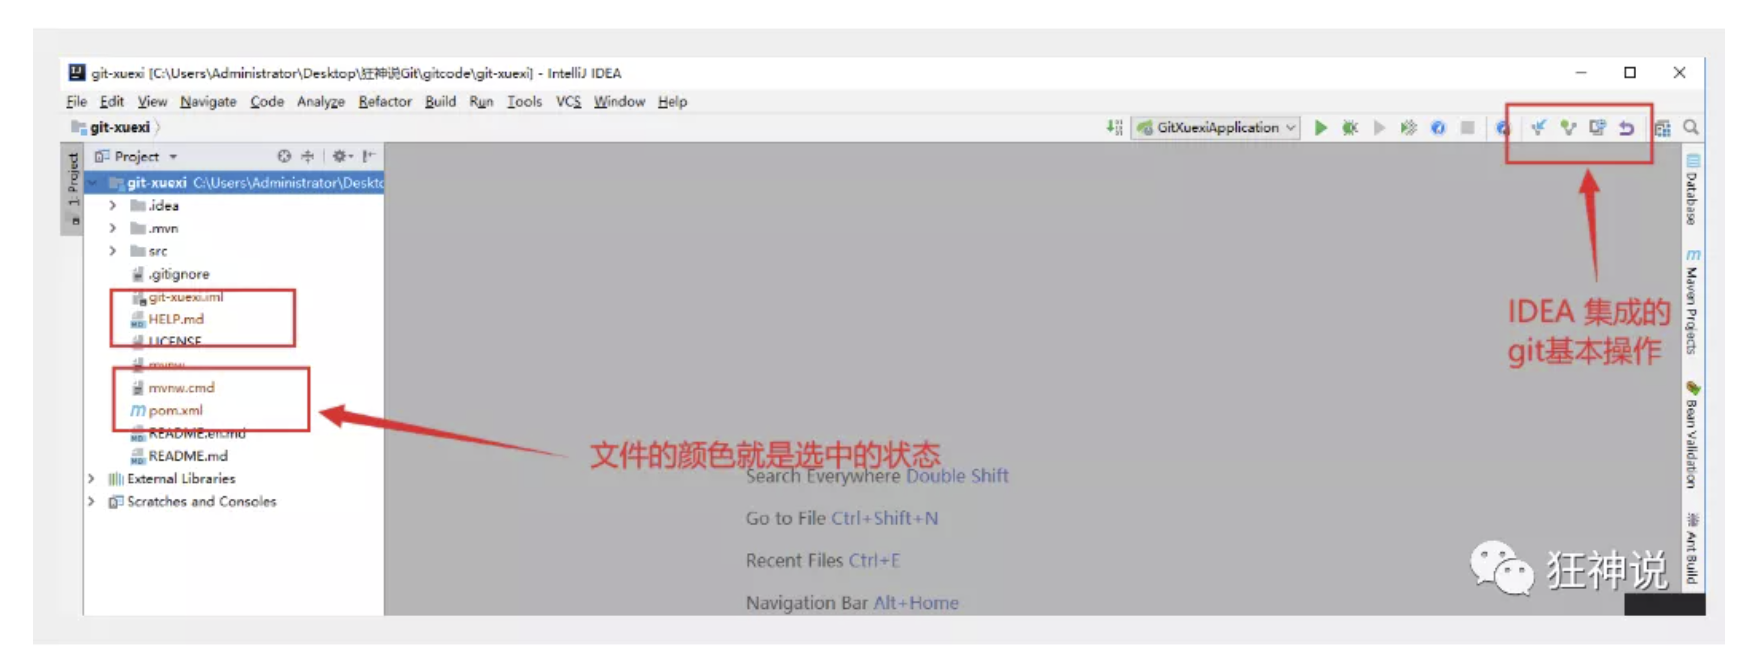 git-xuexi [C:\Users\Administrator\Desktop\狂神说Git\gitcode\git-xuexi] - IntelliJ IDEA
File Edit View Navigate Code Analyze Refactor Build Run Tools VCS Window Help
git-xuexi
GitXuexiApplication
1: Project
Project
git-xuexi C:\Users\Administrator\Deskto
.idea
.mvn
src
.gitignore
git-xuexi.iml
HELP.md
LICENSE
mvnw
mvnw.cmd
pom.xml
README.en.md
README.md
External Libraries
Scratches and Consoles
文件的颜色就是选中的状态
Search Everywhere Double Shift
Go to File Ctrl+Shift+N
Recent Files Ctrl+E
Navigation Bar Alt+Home
IDEA 集成的
git基本操作
Database
Maven Projects
Bean Validation
Ant Build
狂神说